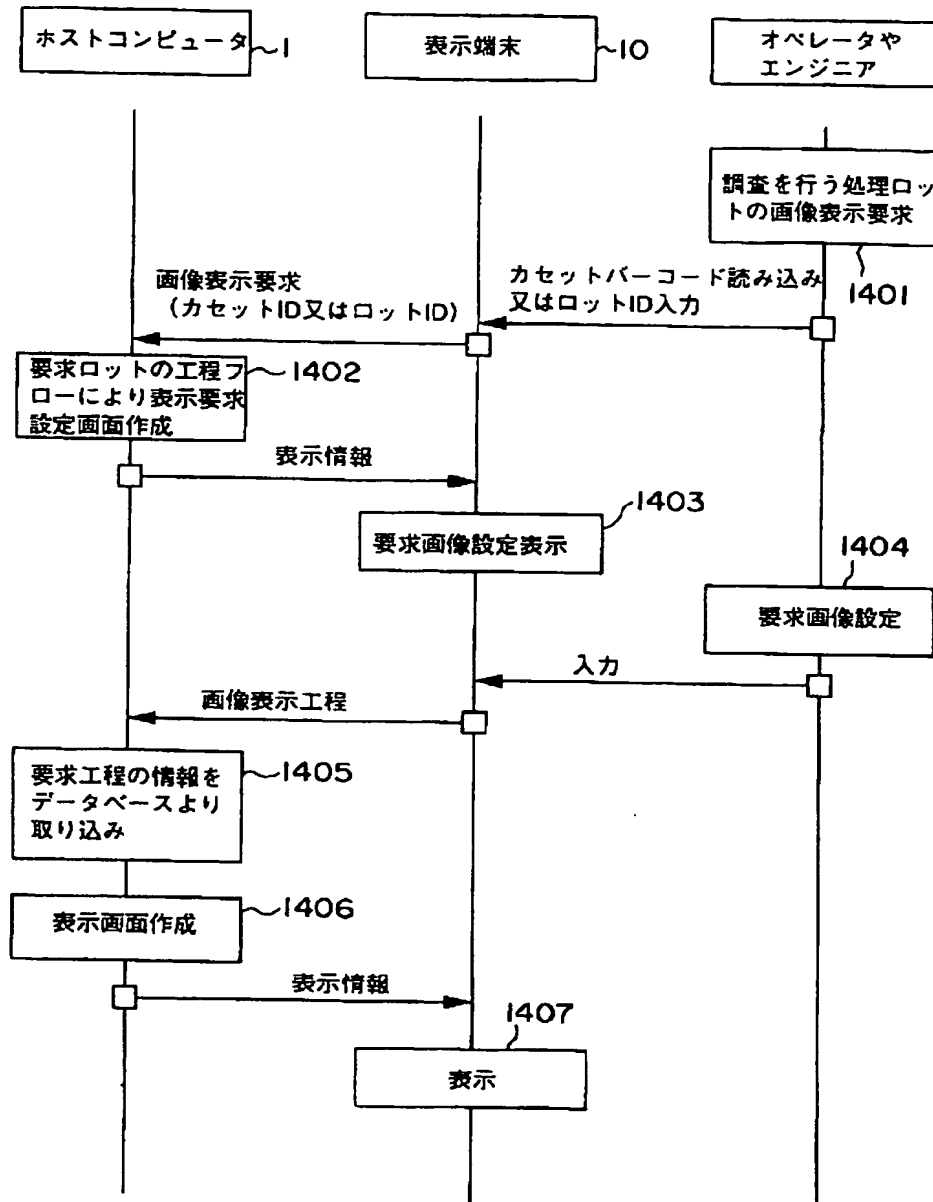 ホストコンピュータ
1
表示端末
10
オペレータや
エンジニア
調査を行う処理ロッ
トの画像表示要求
1401
カセットバーコード読み込み
又はロットID入力
画像表示要求
(カセットID又はロットID)
要求ロットの工程フ
ローにより表示要求
設定画面作成
1402
表示情報
要求画像設定表示
1403
要求画像設定
1404
入力
画像表示工程
要求工程の情報を
データベースより
取り込み
1405
表示画面作成
1406
表示情報
表示
1407